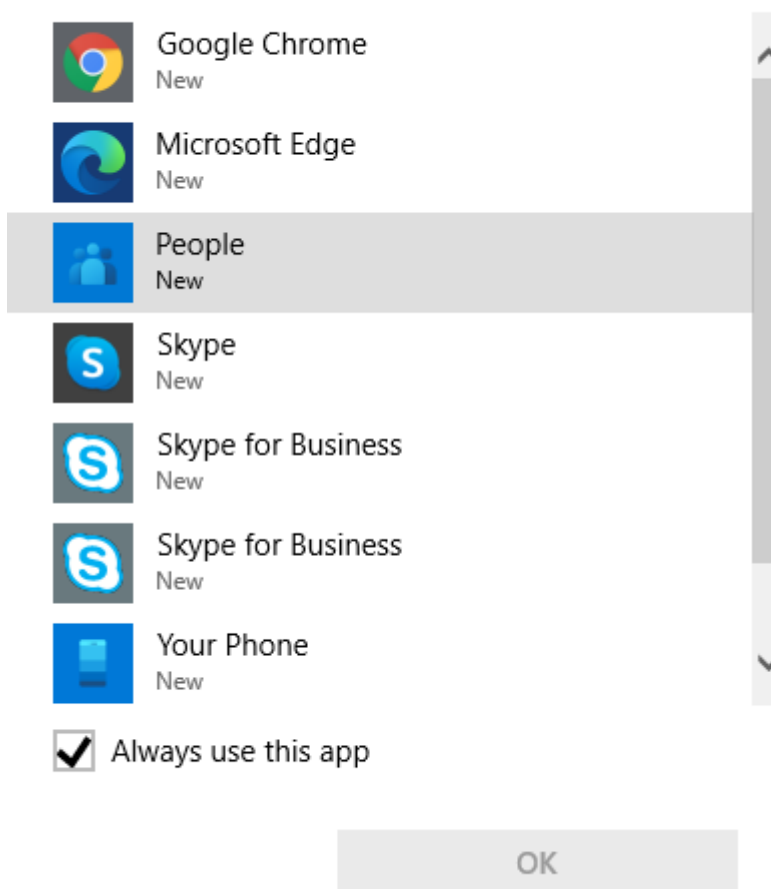 Google Chrome
New
Microsoft Edge
New
People
New
Skype
New
Skype for Business
New
Skype for Business
New
Your Phone
New
Always use this app
OK